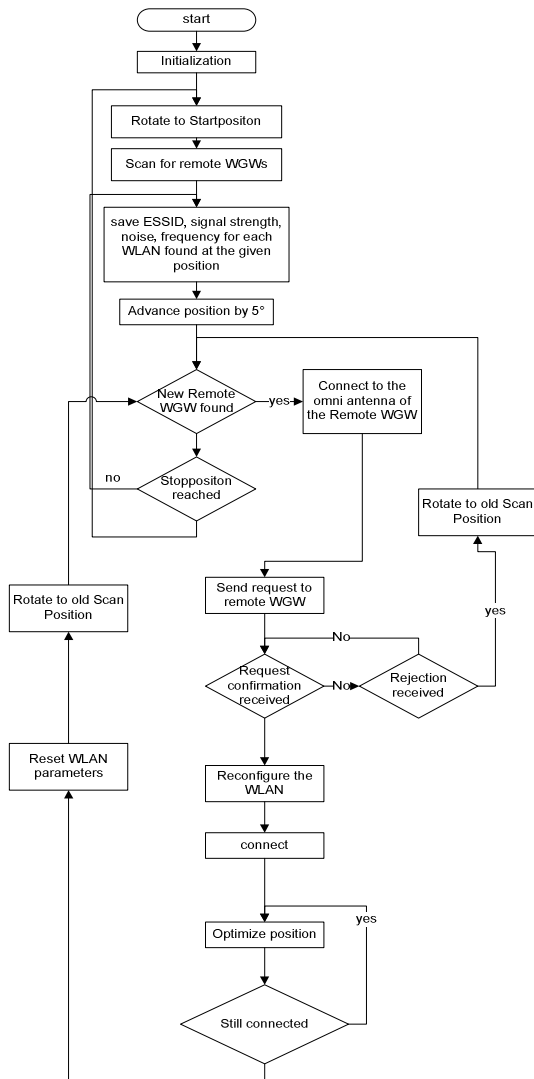 start
Initialization
Rotate to Startpositon
Scan for remote WGWs
save ESSID, signal strength,
noise, frequency for each
WLAN found at the given
position
Advance position by 5°
New Remote
WGW found
yes
Connect to the
omni antenna of
the Remote WGW
no
Stoppositon
reached
Rotate to old Scan
Position
Rotate to old Scan
Position
Send request to
remote WGW
yes
No
Request
confirmation
received
No
Rejection
received
Reset WLAN
parameters
Reconfigure the
WLAN
connect
yes
Optimize position
Still connected